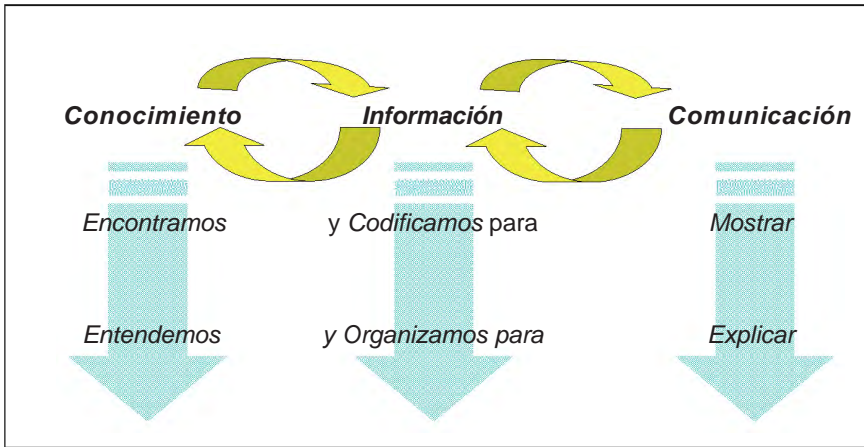 Conocimiento Información Comunicación
Encontramos y Codificamos para Mostrar
Entendemos y Organizamos para Explicar